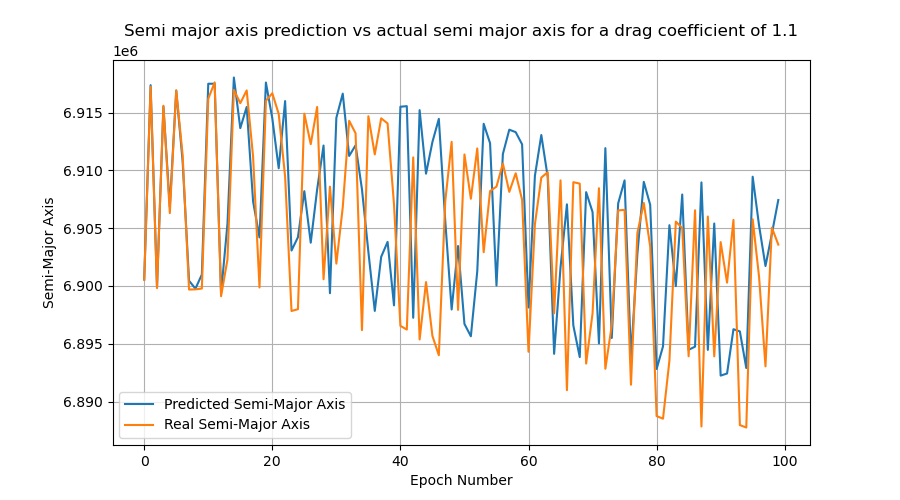 Semi major axis prediction vs actual semi major axis for a drag coefficient of 1.1
1e6
6.915
6.910
6.905
6.900
6.895
6.890
Semi-Major Axis
Predicted Semi-Major Axis
Real Semi-Major Axis
0 20 40 60 80 100
Epoch Number